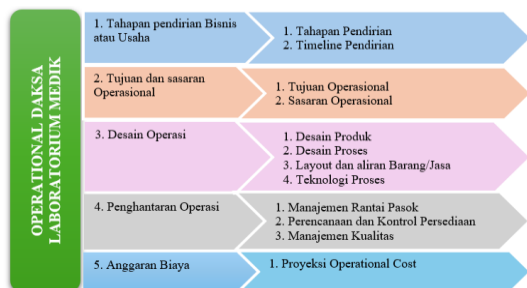 OPERATIONAL DAKSA
LABORATORIUM MEDIK
1. Tahapan pendirian Bisnis
atau Usaha
1. Tahapan Pendirian
2. Timeline Pendirian
2. Tujuan dan sasaran
Operasional
1. Tujuan Operasional
2. Sasaran Operasional
3. Desain Operasi
1. Desain Produk
2. Desain Proses
3. Layout dan aliran Barang/Jasa
4. Teknologi Proses
4. Penghantaran Operasi
1. Manajemen Rantai Pasok
2. Perencanaan dan Kontrol Persediaan
3. Manajemen Kualitas
5. Anggaran Biaya
1. Proyeksi Operational Cost